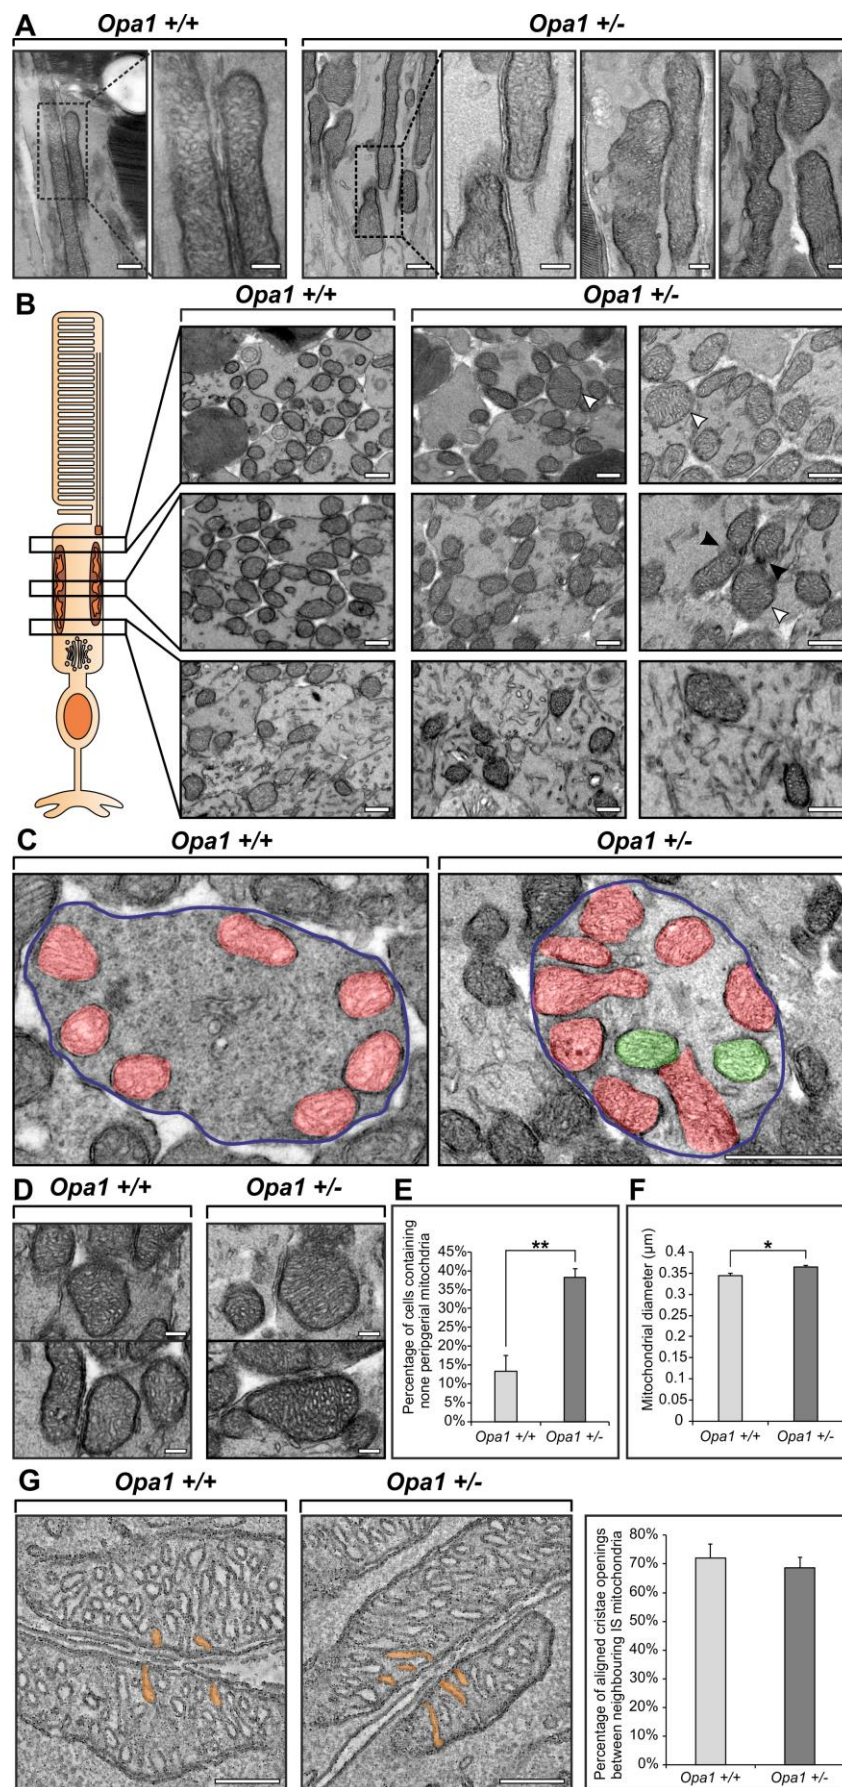 A
Opa1 +/+
Opa1 +/-
B
Opa1 +/+
Opa1 +/-
C
Opa1 +/+
Opa1 +/-
D
Opa1 +/+
Opa1 +/-
E
Percentage of cells containing
none peripgerial mitochdria
45%
40%
35%
30%
25%
20%
15%
10%
5%
0%
**
Opa1 +/+
Opa1 +/-
F
Mitochondrial diameter (µm)
0.4
0.35
0.3
0.25
0.2
0.15
0.1
0.05
0
*
Opa1 +/+
Opa1 +/-
G
Opa1 +/+
Opa1 +/-
Percentage of aligned cristae openings
between neighbouring IS mitochondria
80%
70%
60%
50%
40%
30%
20%
10%
0%
Opa1 +/+
Opa1 +/-